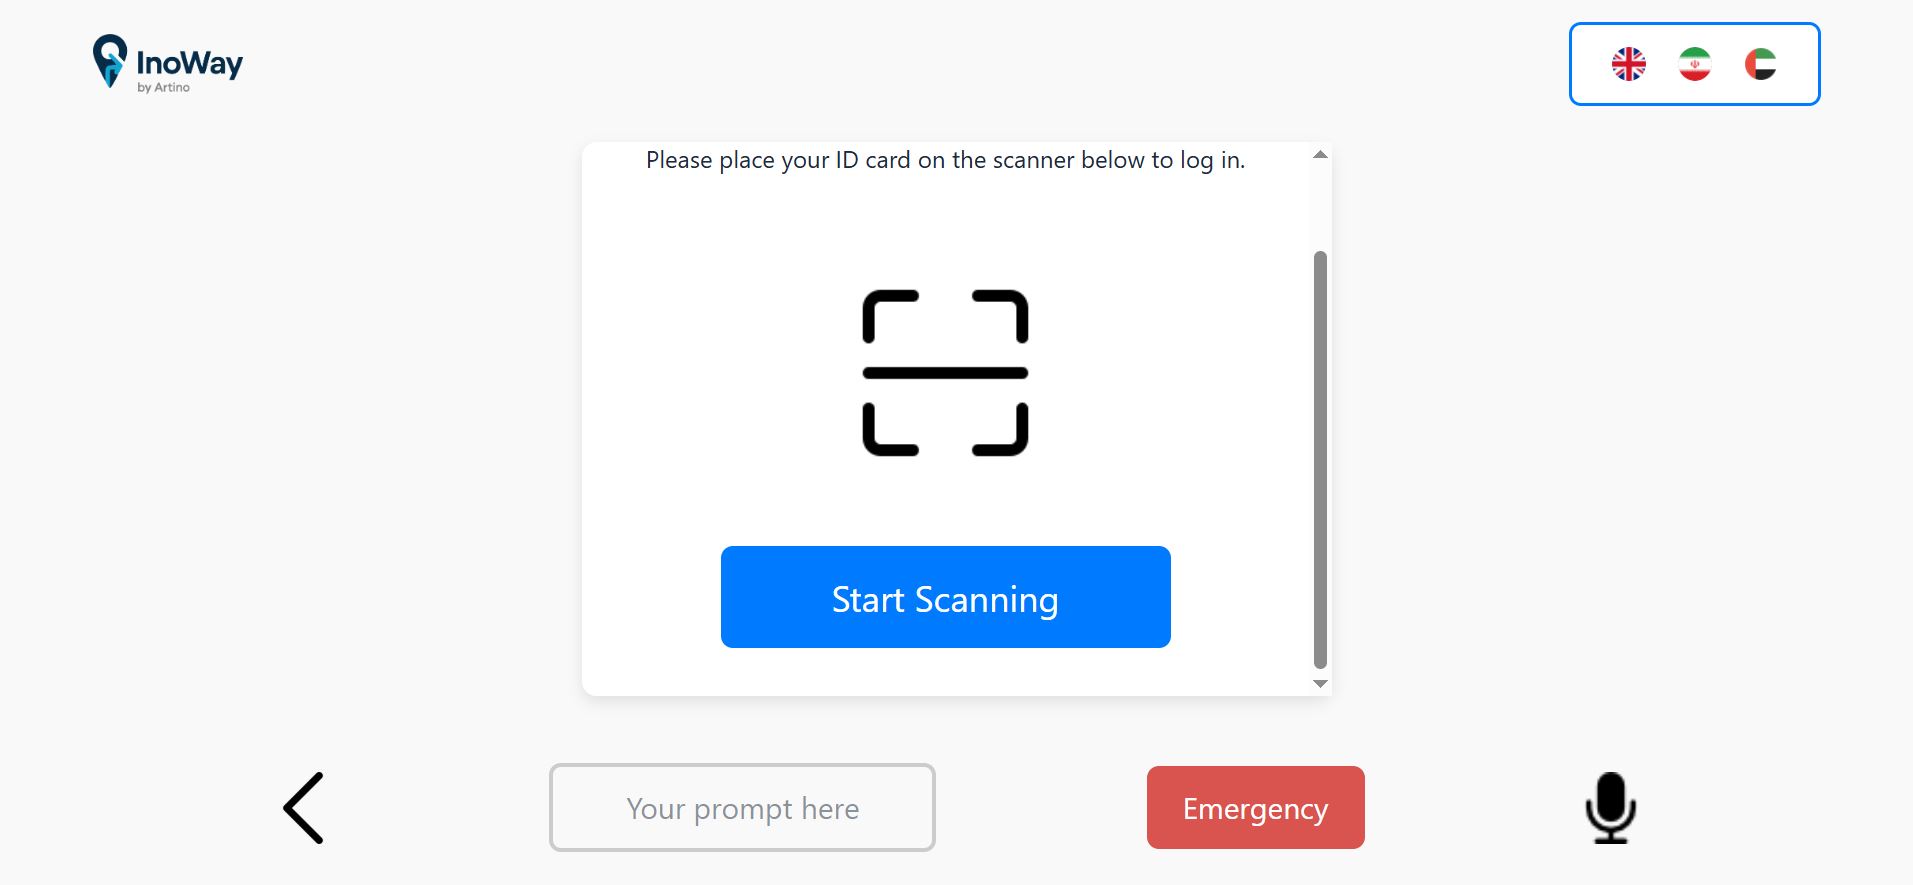 InoWay
by Artino
Please place your ID card on the scanner below to log in.
Start Scanning
Your prompt here
Emergency